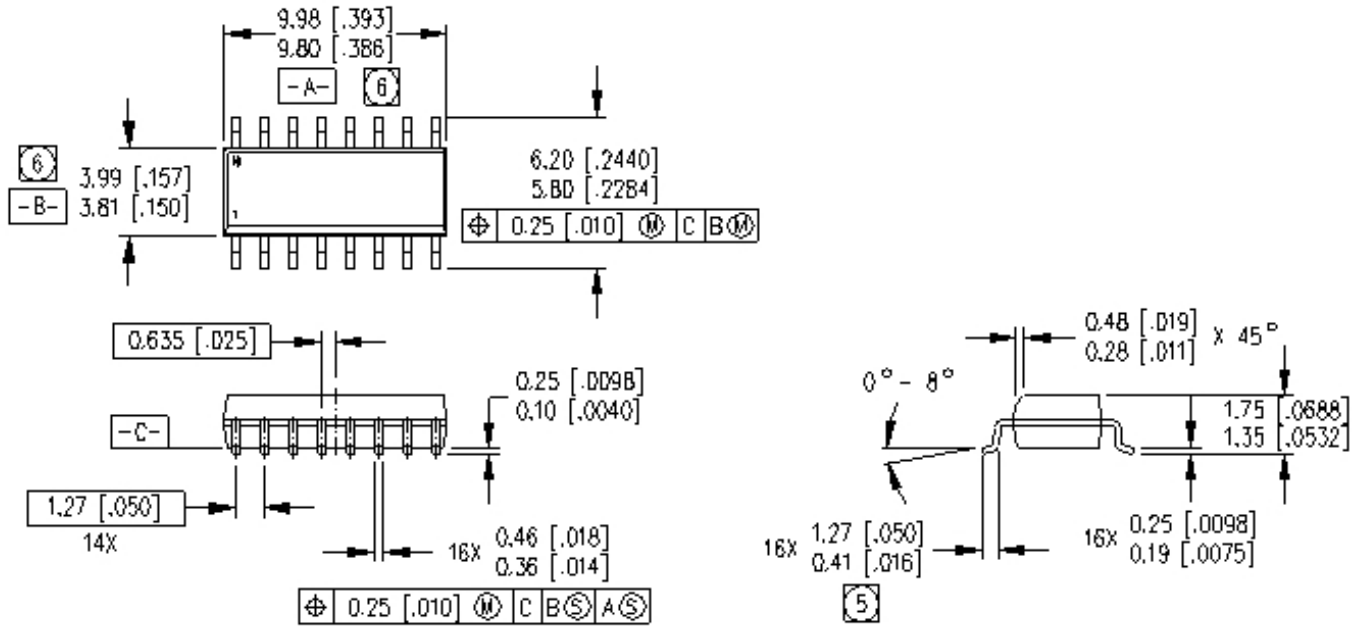 9.98 [.393]
9.80 [.386]
-A- 6
6
3.99 [.157]
-B- 3.81 [.150]
1
6.20 [.2440]
5.80 [.2284]
⌖ 0.25 [.010] Ⓜ C B Ⓜ
0.635 [.025]
0.25 [.0098]
0.10 [.0040]
-C-
1.27 [.050]
14X
16X 0.46 [.018]
0.36 [.014]
⌖ 0.25 [.010] Ⓜ C B Ⓢ A Ⓢ
0.48 [.019]
0.28 [.011] X 45°
0° - 8°
1.75 [.0688]
1.35 [.0532]
16X 1.27 [.050]
0.41 [.016]
5
16X 0.25 [.0098]
0.19 [.0075]